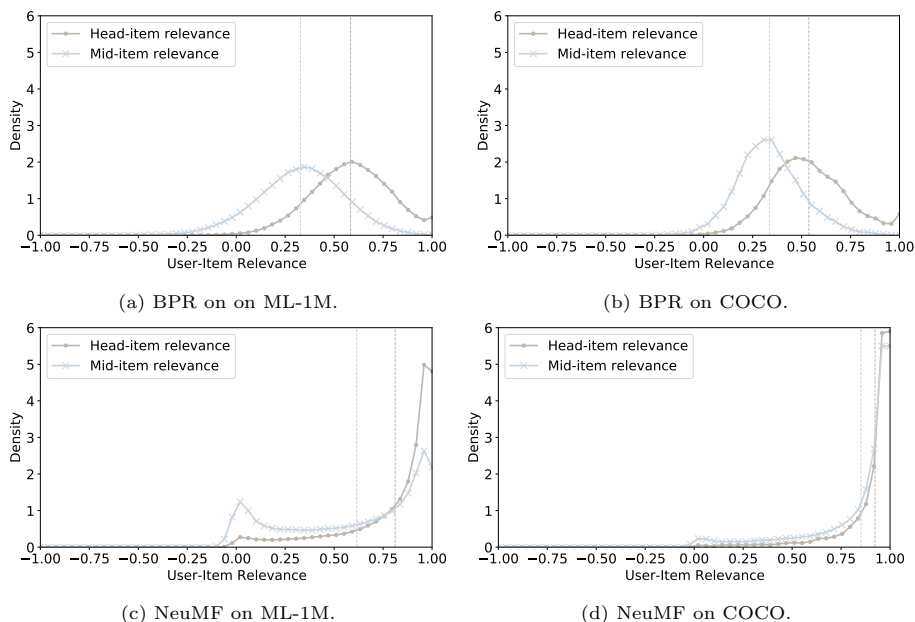 6
5
4
3
2
1
0
Density
Head-item relevance
Mid-item relevance
−1.00 −0.75 −0.50 −0.25 0.00 0.25 0.50 0.75 1.00
User-Item Relevance
(a) BPR on on ML-1M.
6
5
4
3
2
1
0
Density
Head-item relevance
Mid-item relevance
−1.00 −0.75 −0.50 −0.25 0.00 0.25 0.50 0.75 1.00
User-Item Relevance
(b) BPR on COCO.
6
5
4
3
2
1
0
Density
Head-item relevance
Mid-item relevance
−1.00 −0.75 −0.50 −0.25 0.00 0.25 0.50 0.75 1.00
User-Item Relevance
(c) NeuMF on ML-1M.
6
5
4
3
2
1
0
Density
Head-item relevance
Mid-item relevance
−1.00 −0.75 −0.50 −0.25 0.00 0.25 0.50 0.75 1.00
User-Item Relevance
(d) NeuMF on COCO.